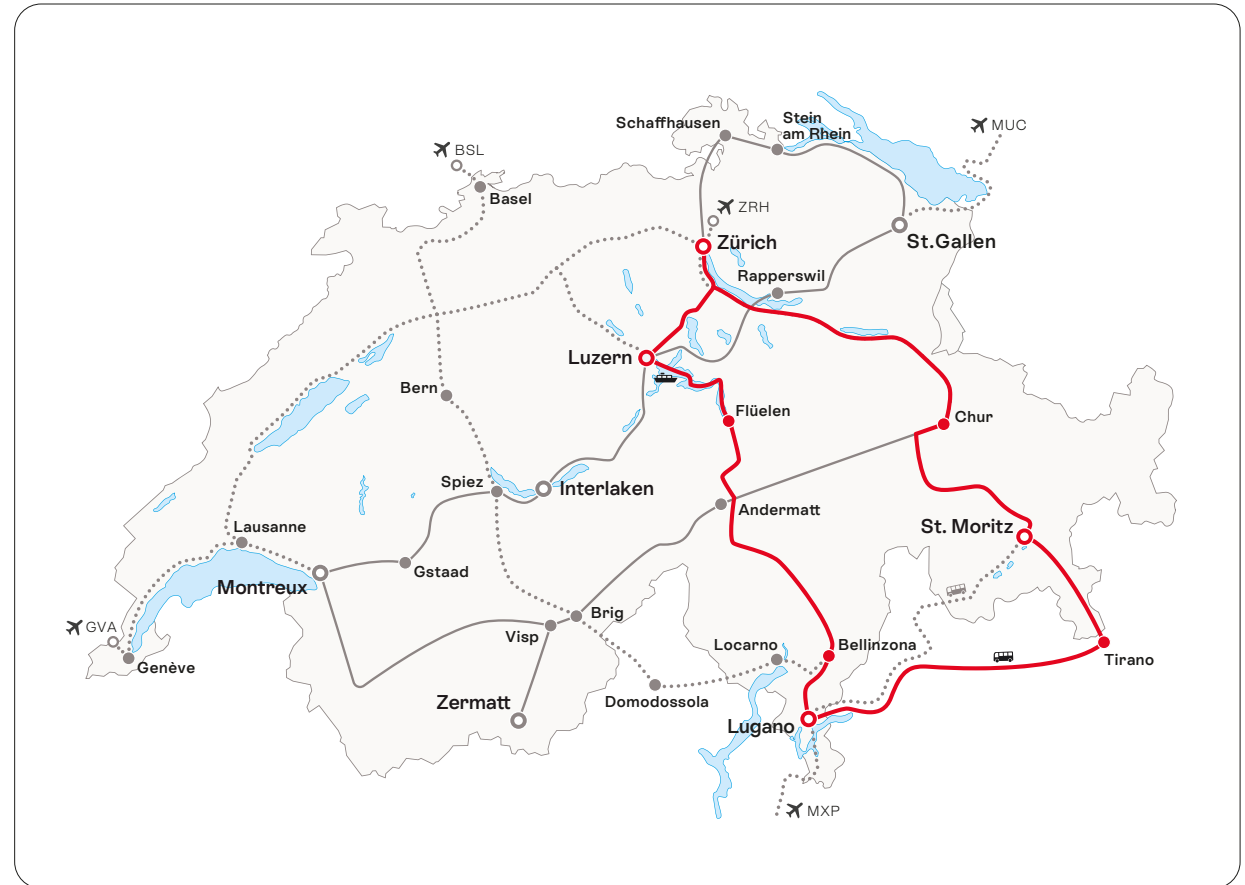 Schaffhausen
Stein
am Rhein
MUC
BSL
Basel
ZRH
Zürich
St.Gallen
Rapperswil
Luzern
Bern
Flüelen
Chur
Spiez
Interlaken
Andermatt
Lausanne
St. Moritz
Gstaad
Montreux
GVA
Brig
Visp
Genève
Locarno
Bellinzona
Tirano
Zermatt
Domodossola
Lugano
MXP